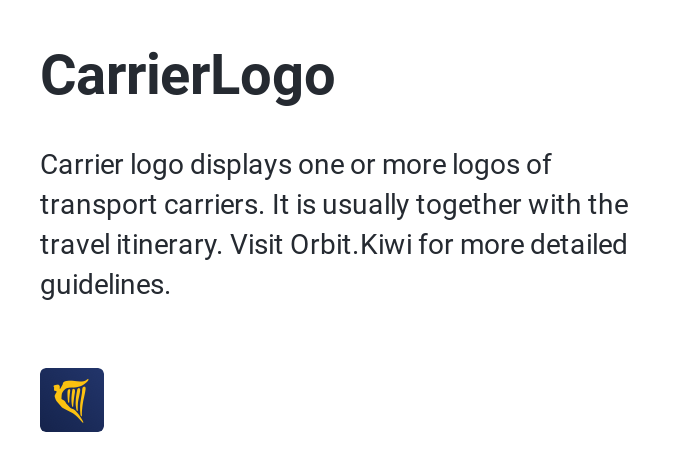 CarrierLogo
Carrier logo displays one or more logos of
transport carriers. It is usually together with the
travel itinerary. Visit Orbit.Kiwi for more detailed
guidelines.